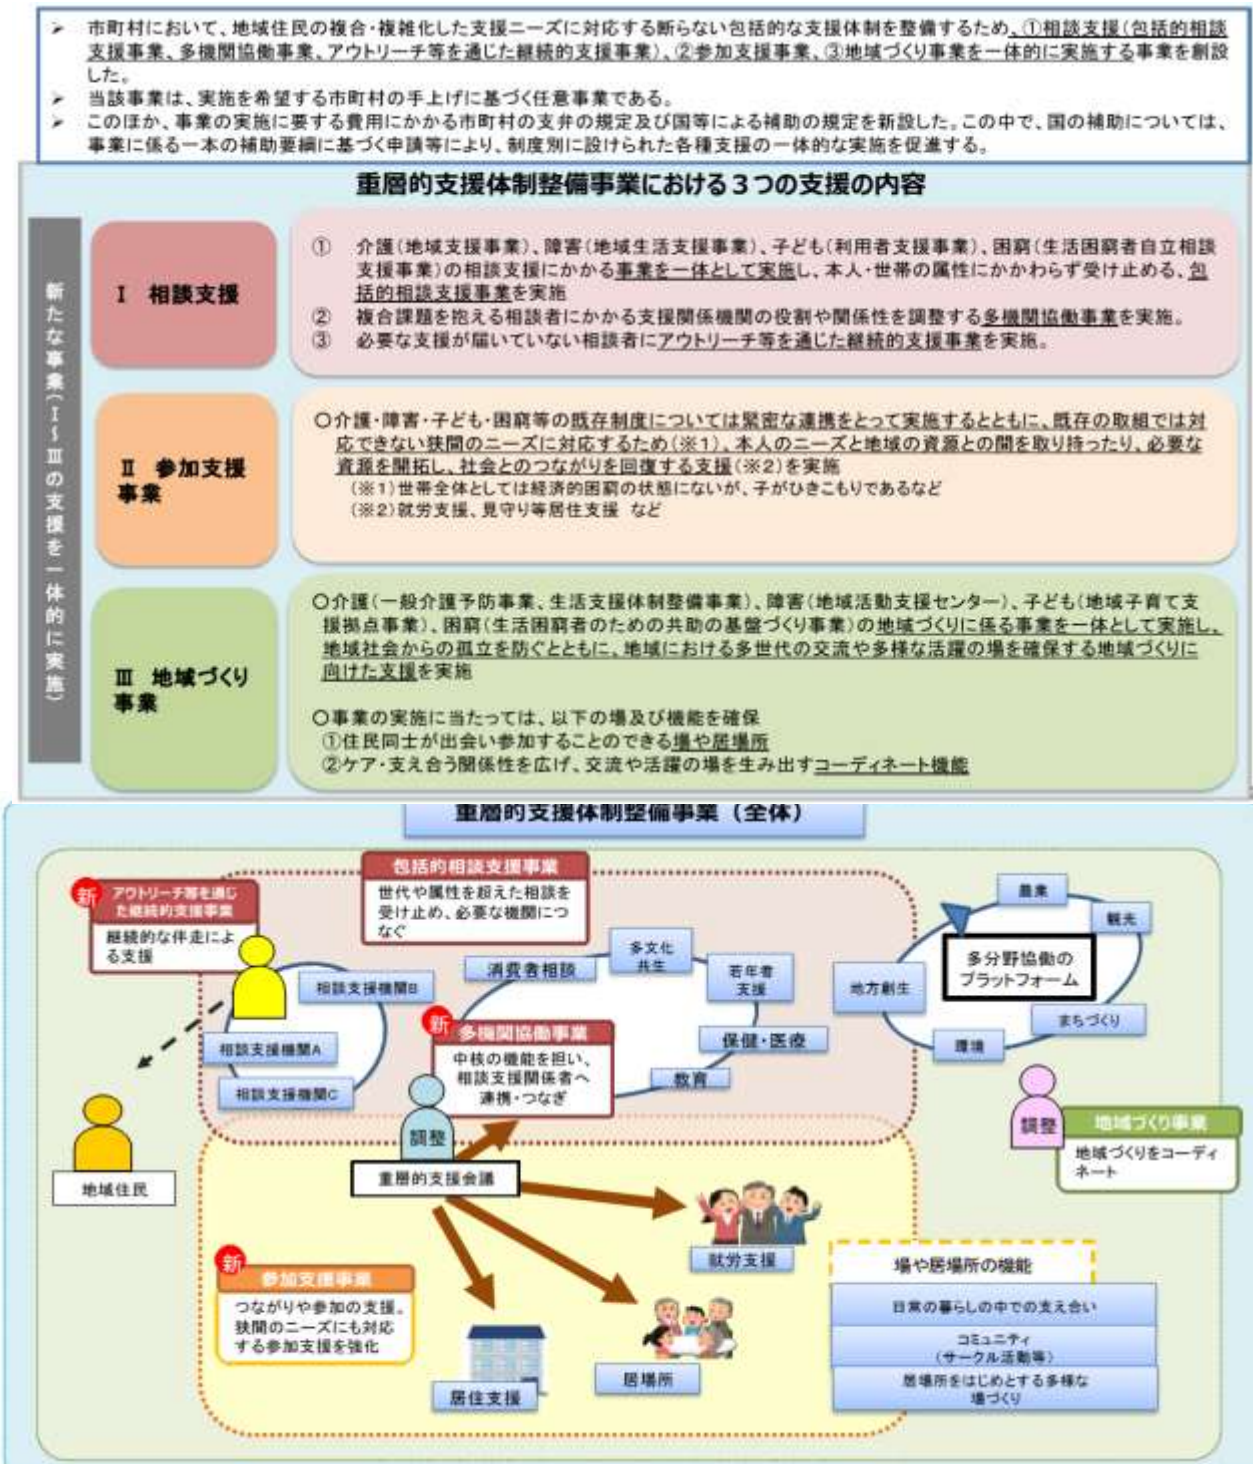 ➢ 市町村において、地域住民の複合・複雑化した支援ニーズに対応する断らない包括的な支援体制を整備するため、①相談支援（包括的相談
支援事業、多機関協働事業、アウトリーチ等を通じた継続的支援事業）、②参加支援事業、③地域づくり事業を一体的に実施する事業を創設
した。
➢ 当該事業は、実施を希望する市町村の手上げに基づく任意事業である。
➢ このほか、事業の実施に要する費用にかかる市町村の支弁の規定及び国等による補助の規定を新設した。この中で、国の補助については、
事業に係る一本の補助要綱に基づく申請等により、制度別に設けられた各種支援の一体的な実施を促進する。
重層的支援体制整備事業における３つの支援の内容
新たな事業（Ⅰ～Ⅲの支援を一体的に実施）
Ⅰ 相談支援
① 介護（地域支援事業）、障害（地域生活支援事業）、子ども（利用者支援事業）、困窮（生活困窮者自立相談
支援事業）の相談支援にかかる事業を一体として実施し、本人・世帯の属性にかかわらず受け止める、包
括的相談支援事業を実施
② 複合課題を抱える相談者にかかる支援関係機関の役割や関係性を調整する多機関協働事業を実施。
③ 必要な支援が届いていない相談者にアウトリーチ等を通じた継続的支援事業を実施。
Ⅱ 参加支援
事業
〇介護・障害・子ども・困窮等の既存制度については緊密な連携をとって実施するとともに、既存の取組では対
応できない狭間のニーズに対応するため（※１）、本人のニーズと地域の資源との間を取り持ったり、必要な
資源を開拓し、社会とのつながりを回復する支援（※２）を実施
（※１）世帯全体としては経済的困窮の状態にないが、子がひきこもりであるなど
（※２）就労支援、見守り等居住支援 など
Ⅲ 地域づくり
事業
〇介護（一般介護予防事業、生活支援体制整備事業）、障害（地域活動支援センター）、子ども（地域子育て支
援拠点事業）、困窮（生活困窮者のための共助の基盤づくり事業）の地域づくりに係る事業を一体として実施し、
地域社会からの孤立を防ぐとともに、地域における多世代の交流や多様な活躍の場を確保する地域づくりに
向けた支援を実施
〇事業の実施に当たっては、以下の場及び機能を確保
①住民同士が出会い参加することのできる場や居場所
②ケア・支え合う関係性を広げ、交流や活躍の場を生み出すコーディネート機能
重層的支援体制整備事業（全体）
包括的相談支援事業
世代や属性を超えた相談を
受け止め、必要な機関につ
なぐ
新
アウトリーチ等を通じ
た継続的支援事業
継続的な伴走によ
る支援
相談支援機関B
相談支援機関A
相談支援機関C
消費者相談
多文化
共生
若年者
支援
保健・医療
教育
新
多機関協働事業
中核の機能を担い、
相談支援関係者へ
連携・つなぎ
調整
重層的支援会議
地域住民
農業
観光
多分野協働の
プラットフォーム
地方創生
まちづくり
環境
調整
地域づくり事業
地域づくりをコーディ
ネート
新
参加支援事業
つながりや参加の支援。
狭間のニーズにも対応
する参加支援を強化
就労支援
居場所
居住支援
場や居場所の機能
日常の暮らしの中での支え合い
コミュニティ
（サークル活動等）
居場所をはじめとする多様な
場づくり